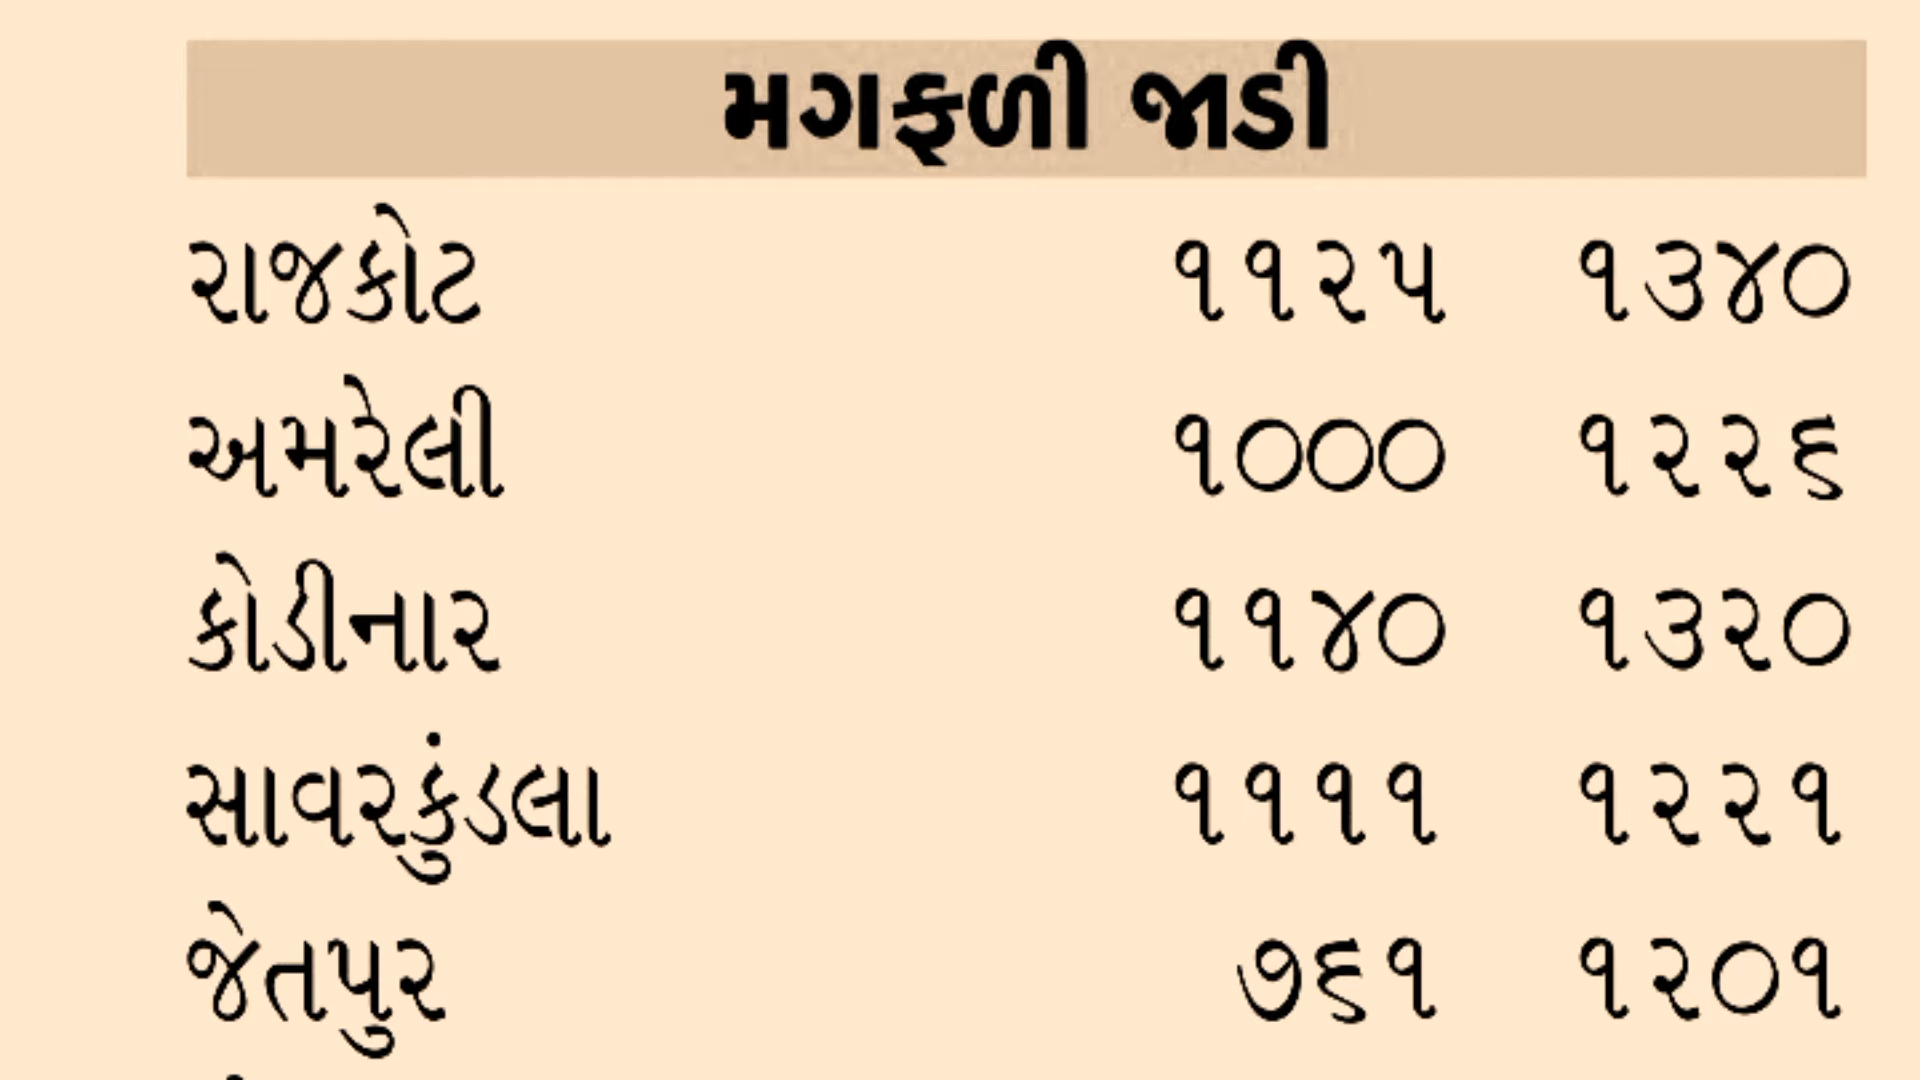 મગફળી જાડી
રાજકોટ ૧૧૨૫ ૧૩૪૦
અમરેલી ૧૦૦૦ ૧૨૨૬
કોડીનાર ૧૧૪૦ ૧૩૨૦
સાવરકુંડલા ૧૧૧૧ ૧૨૨૧
જેતપુર ૭૬૧ ૧૨૦૧